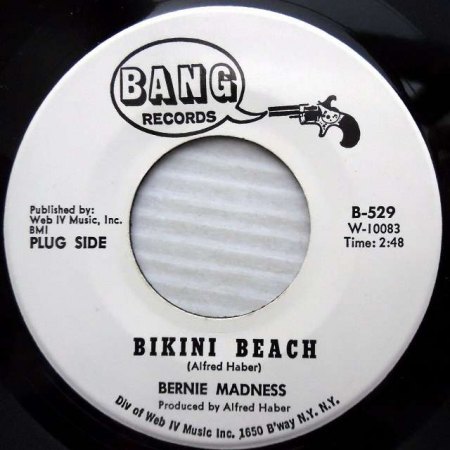 BANG
RECORDS
Published by:
Web IV Music, Inc.
BMI
PLUG SIDE
B-529
W-10083
Time: 2:48
BIKINI BEACH
(Alfred Haber)
BERNIE MADNESS
Produced by Alfred Haber
Div of Web IV Music Inc. 1650 B'way N.Y. N.Y.